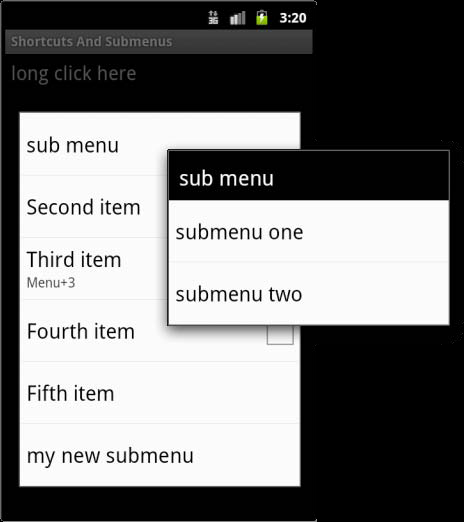 3G
3:20
Shortcuts And Submenus
long click here
sub menu
Second item
Third item
Menu+3
Fourth item
Fifth item
my new submenu
sub menu
submenu one
submenu two